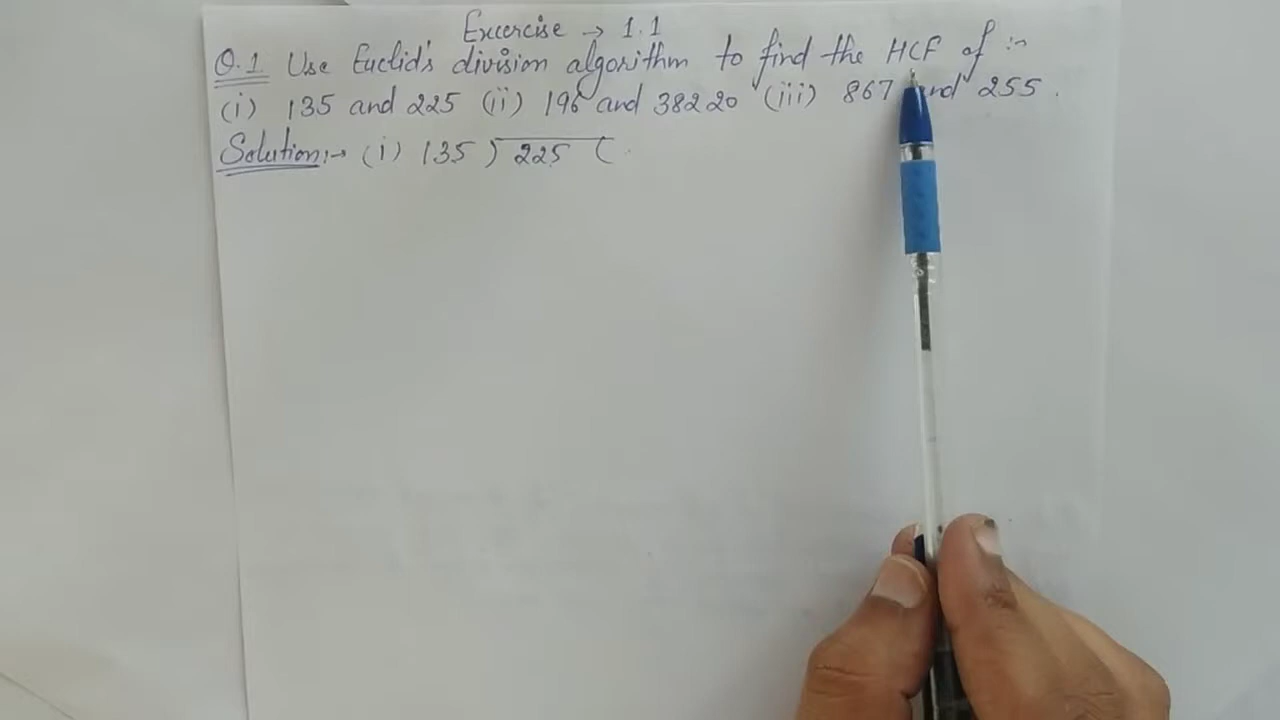 Excercise → 1.1
Q.1 Use Euclid's division algorithm to find the HCF of :→
(i) 135 and 225 (ii) 196 and 38220 (iii) 867 and 255.
Solution:→ (i) 135 ) 225 (